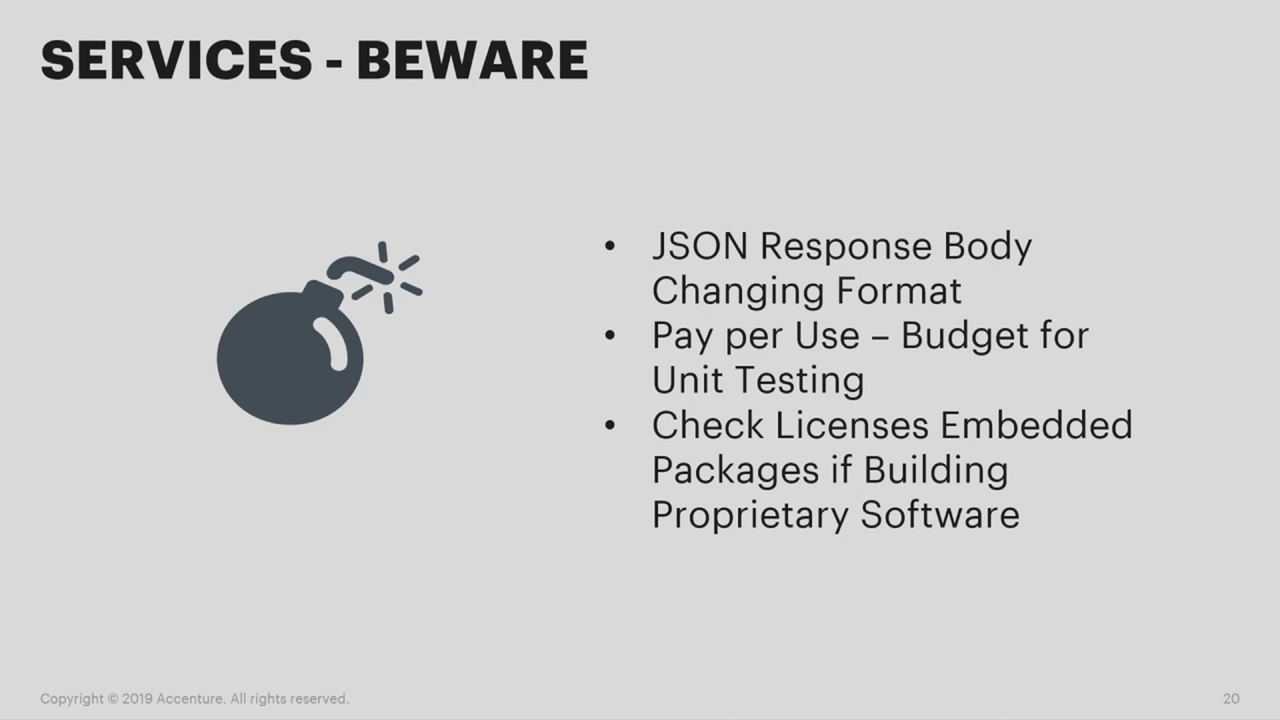 SERVICES - BEWARE
• JSON Response Body
Changing Format
• Pay per Use – Budget for
Unit Testing
• Check Licenses Embedded
Packages if Building
Proprietary Software
Copyright © 2019 Accenture. All rights reserved.
20